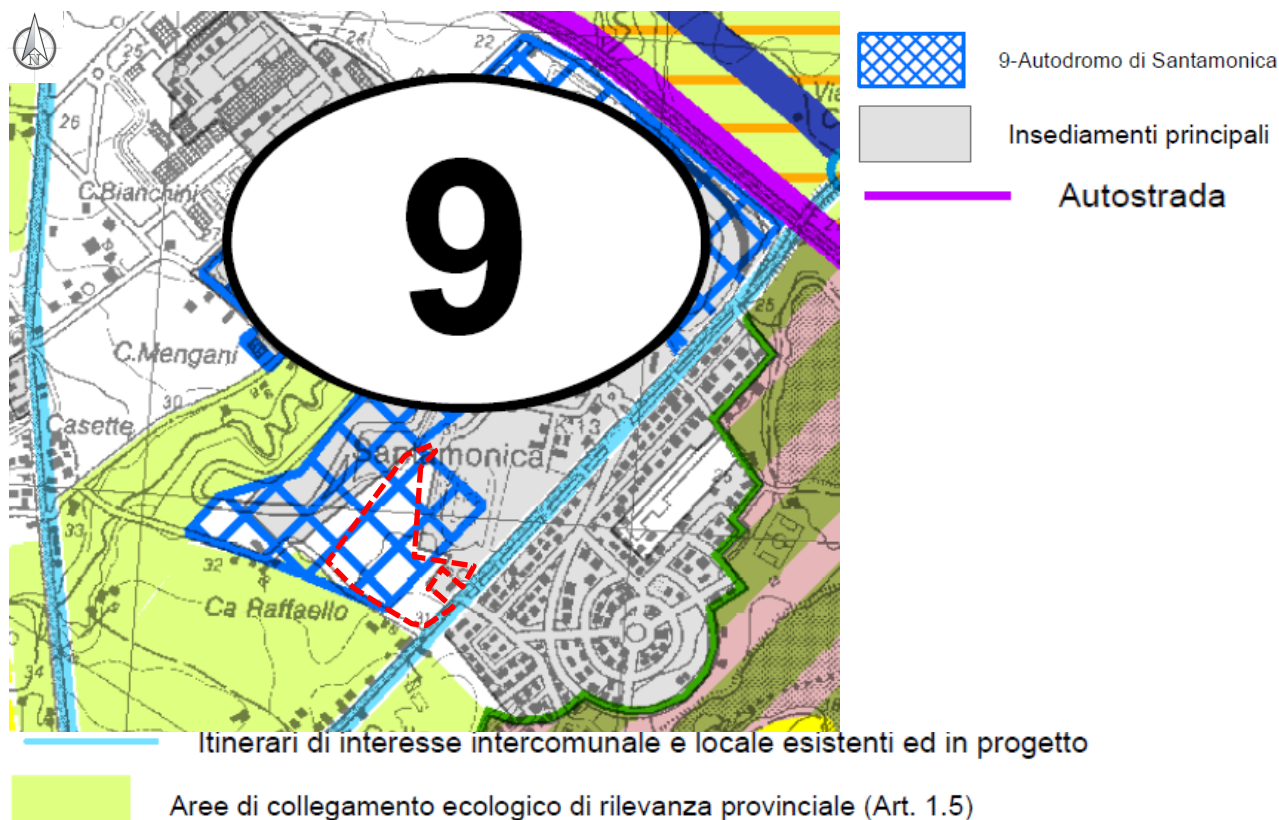 N
9-Autodromo di Santamonica
Insediamenti principali
Autostrada
25
24
22
26
C.Bianchini
27
9
25
C.Mengani
30
Casette
31
13
Santamonica
33
32
Ca Raffaello
31
34
Itinerari di interesse intercomunale e locale esistenti ed in progetto
Aree di collegamento ecologico di rilevanza provinciale (Art. 1.5)